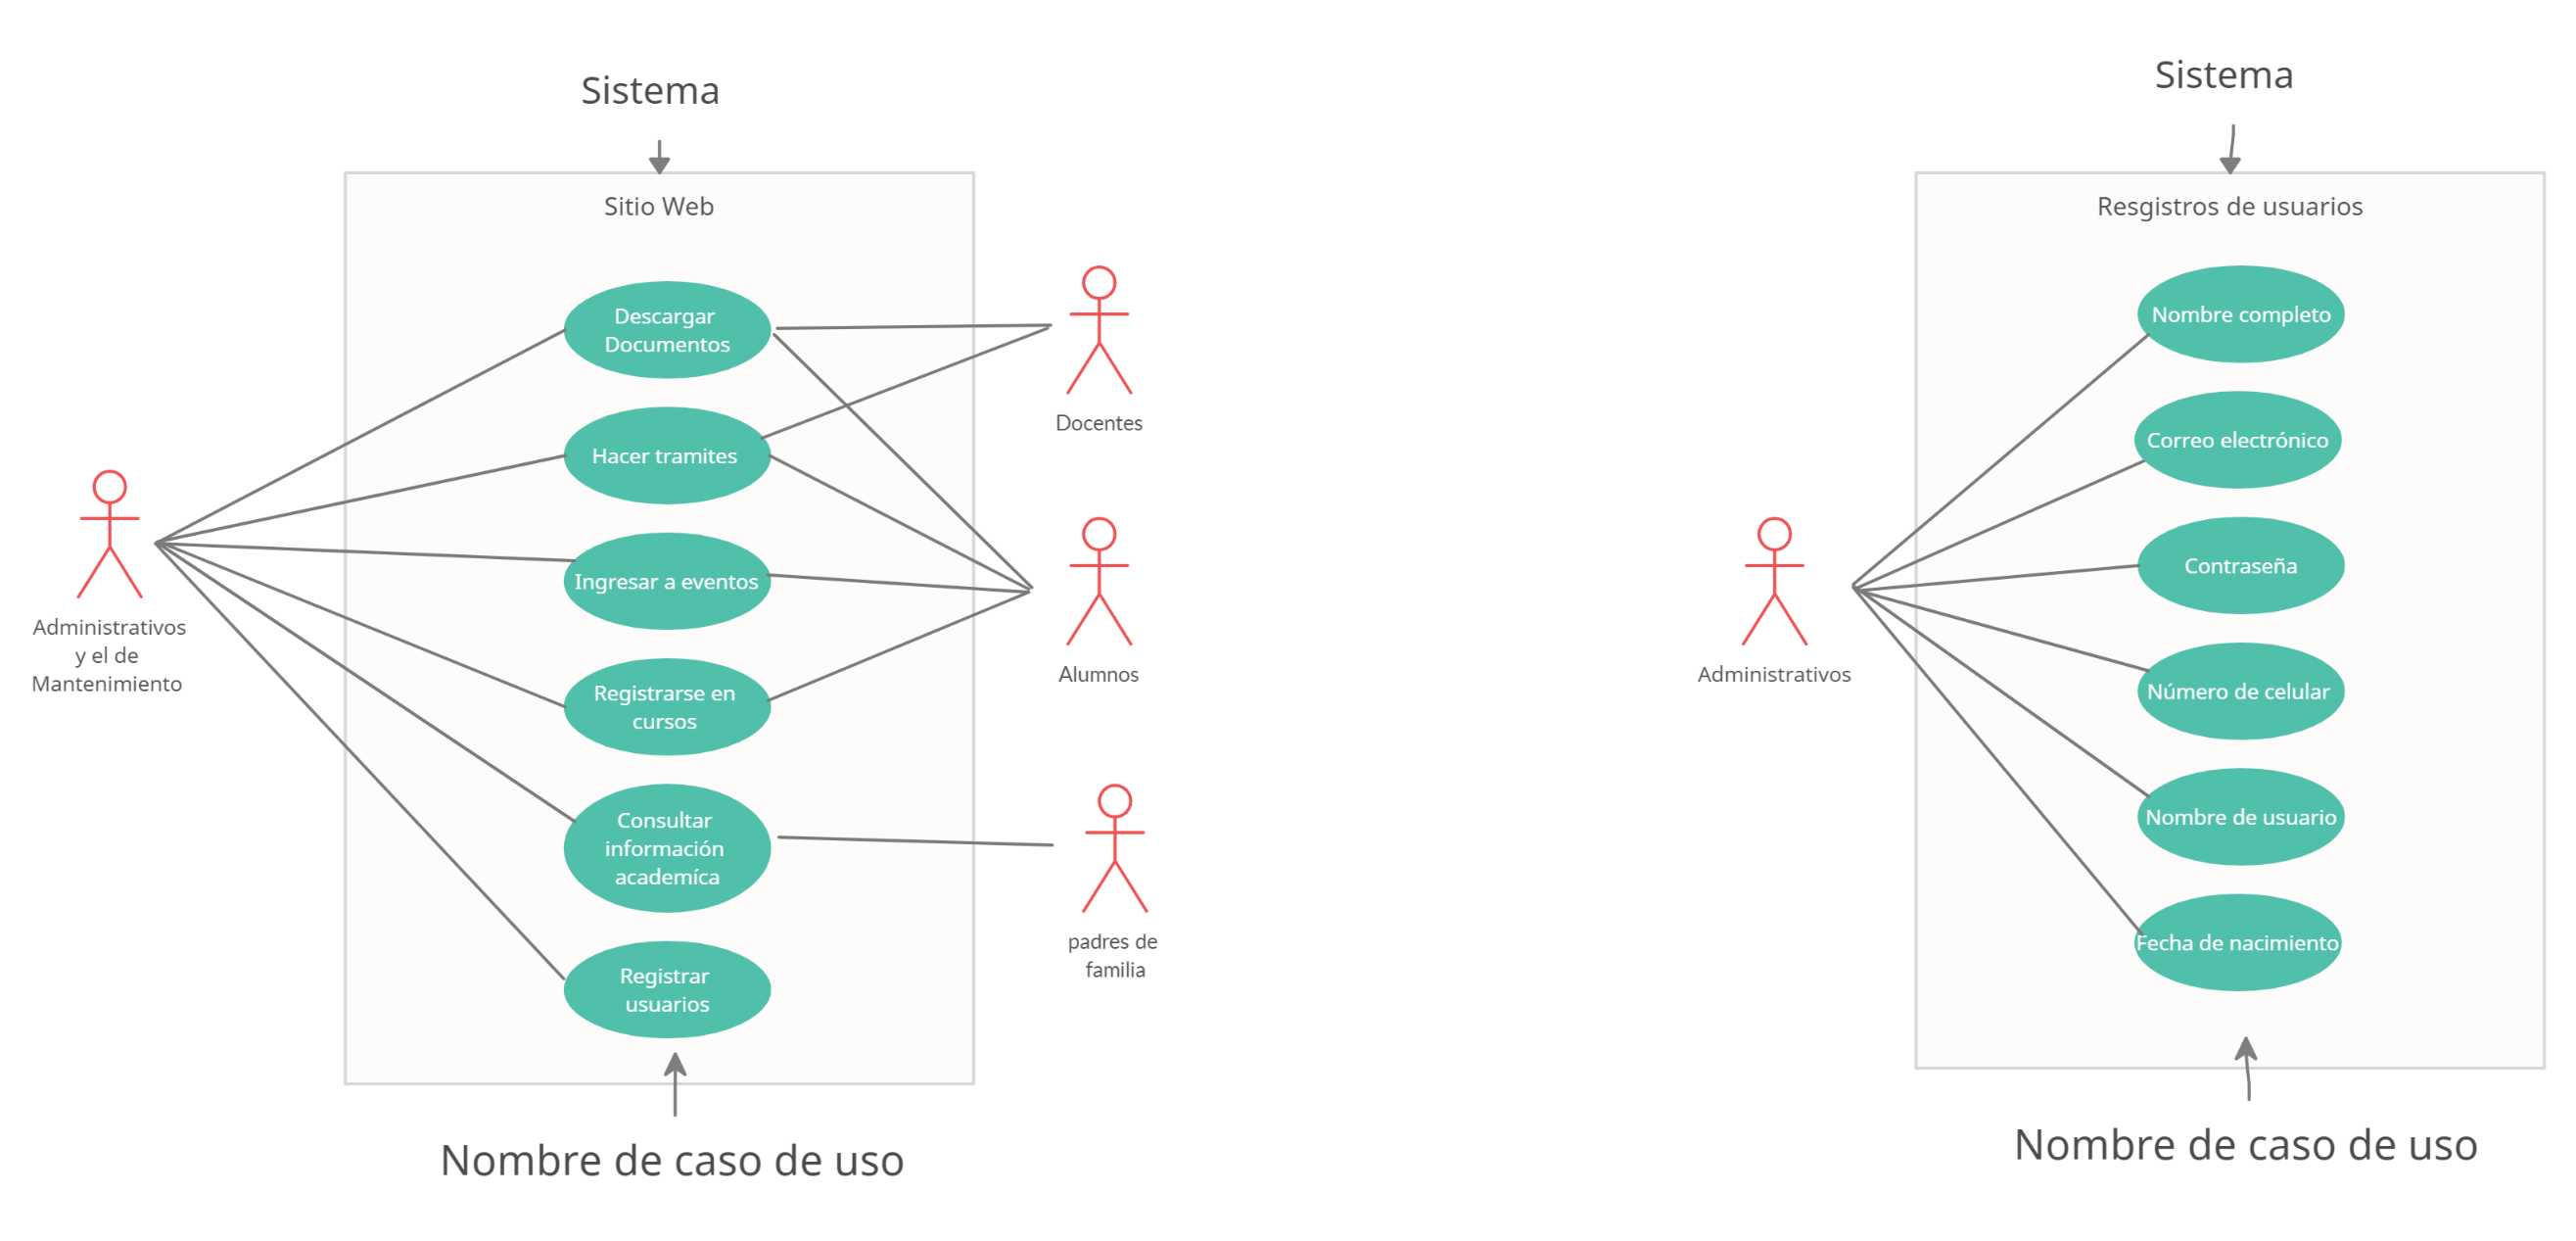 Sistema
Sitio Web
Descargar
Documentos
Hacer tramites
Ingresar a eventos
Registrarse en
cursos
Consultar
información
academíca
Registrar
usuarios
Administrativos
y el de
Mantenimiento
Docentes
Alumnos
padres de
familia
Nombre de caso de uso
Sistema
Resgistros de usuarios
Nombre completo
Correo electrónico
Contraseña
Número de celular
Nombre de usuario
Fecha de nacimiento
Administrativos
Nombre de caso de uso